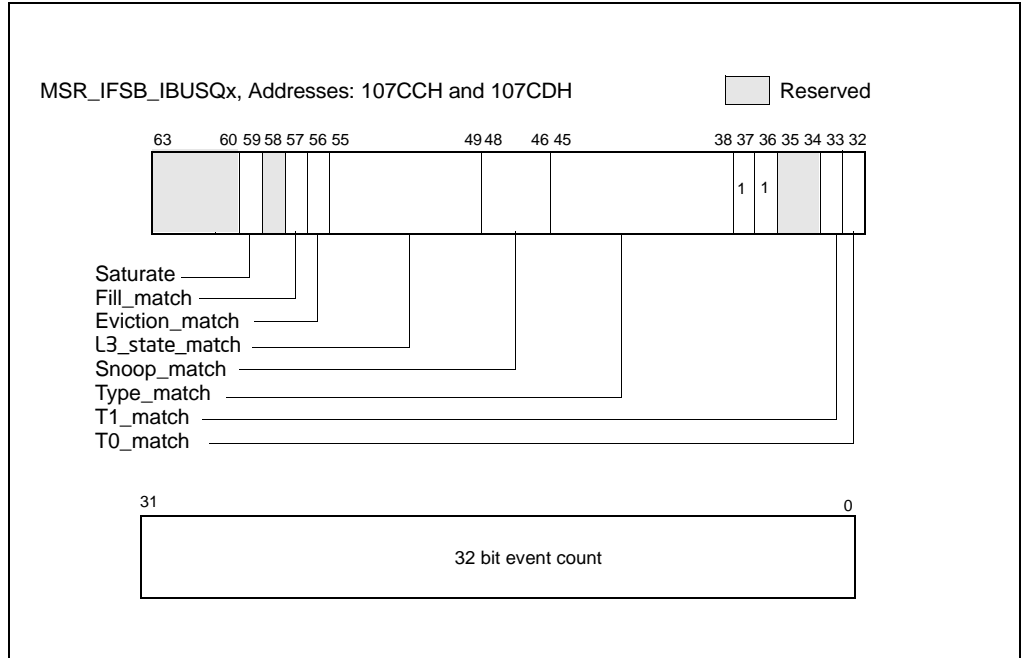 MSR_IFSB_IBUSQx, Addresses: 107CCH and 107CDH
Reserved
63 60 59 58 57 56 55 49 48 46 45 38 37 36 35 34 33 32
1 1
Saturate
Fill_match
Eviction_match
L3_state_match
Snoop_match
Type_match
T1_match
T0_match
31 0
32 bit event count